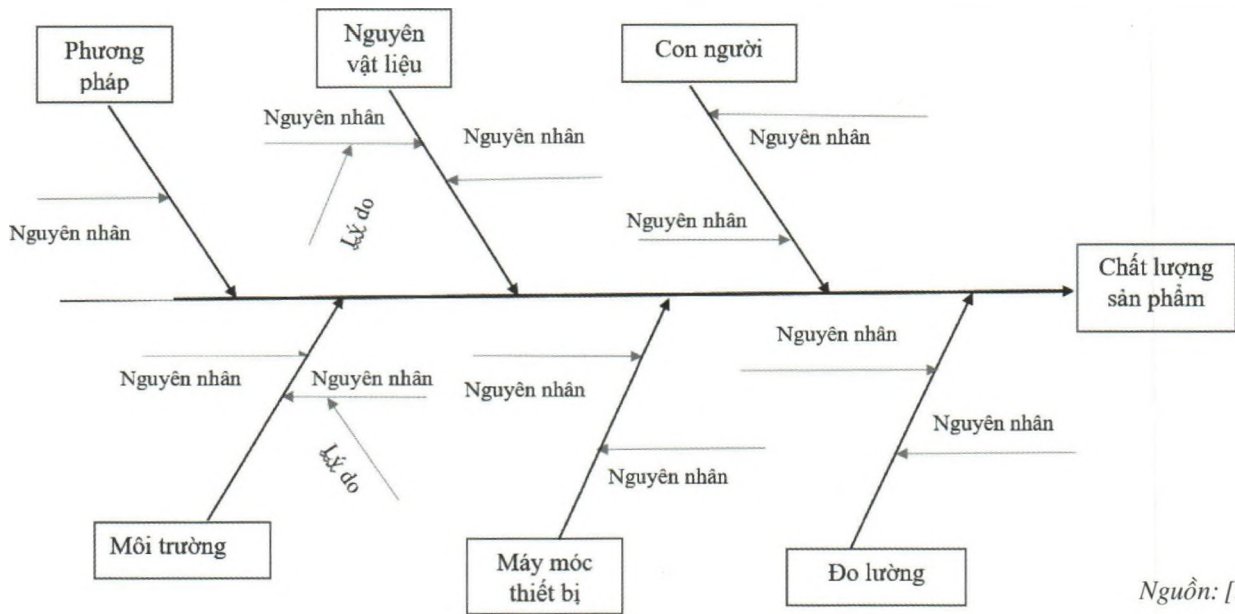 Phương
pháp
Nguyên
vật liệu
Con người
Nguyên nhân
Nguyên nhân
Nguyên nhân
Nguyên nhân
Lý do
Chất lượng
sản phẩm
Nguyên nhân
Nguyên nhân
Nguyên nhân
Nguyên nhân
Nguyên nhân
Nguyên nhân
Lý do
Nguyên nhân
Môi trường
Máy móc
thiết bị
Đo lường
Nguồn: [